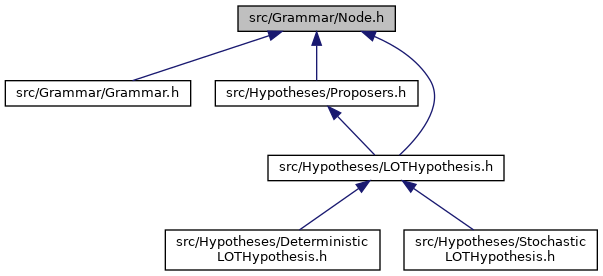 src/Grammar/Node.h
src/Grammar/Grammar.h
src/Hypotheses/Proposers.h
src/Hypotheses/LOTHypothesis.h
src/Hypotheses/Deterministic
LOTHypothesis.h
src/Hypotheses/Stochastic
LOTHypothesis.h